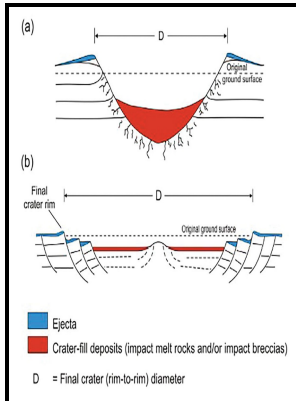 (a)
D
Original
ground surface
(b)
Final
crater rim
D
Original ground surface
Ejecta
Crater-fill deposits (impact melt rocks and/or impact breccias)
D = Final crater (rim-to-rim) diameter